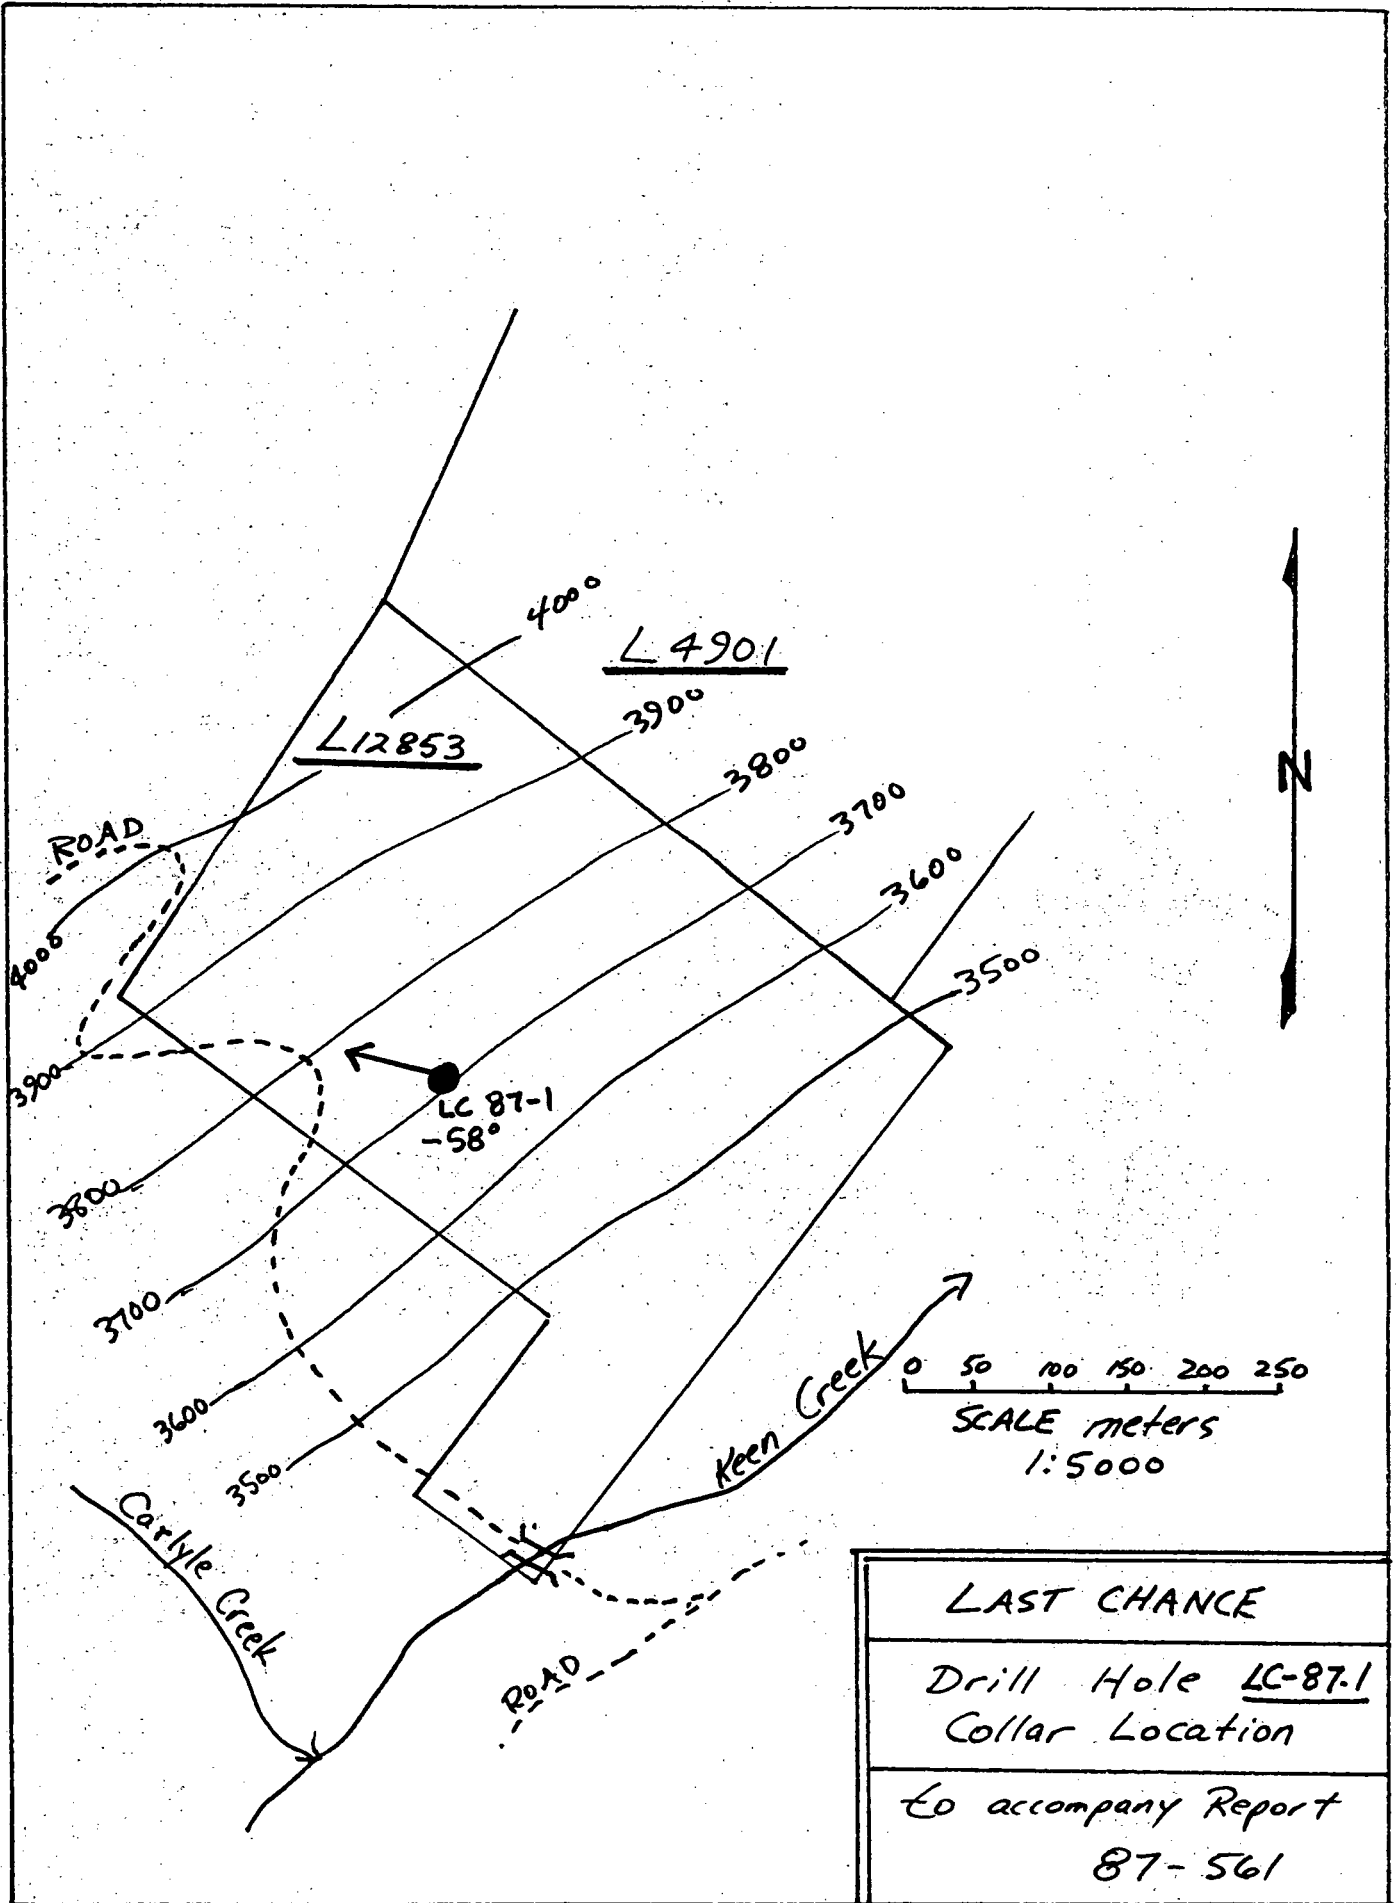 4000
L 4901
3900
L12853
3800
3700
ROAD
3600
4000
3500
3900
LC 87-1
-58°
3800
3700
3600
3500
Keen Creek
0 50 100 150 200 250
SCALE meters
1:5000
N
Carlyle Creek
ROAD
LAST CHANCE
Drill Hole LC-87.1
Collar Location
to accompany Report
87-561